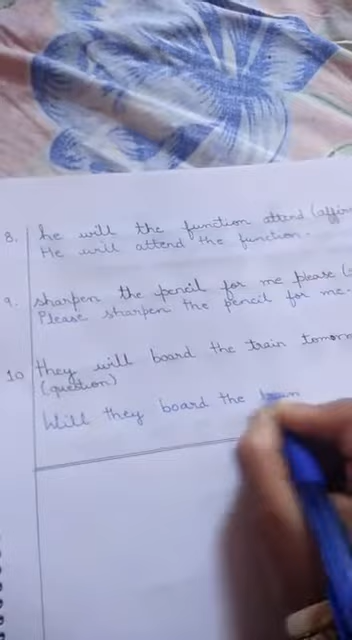 8. he will the function attend (affir
He will attend the function.
9. sharpen the pencil for me please (
Please sharpen the pencil for me.
10 they will board the train tomorr
(question)
Will they board the train